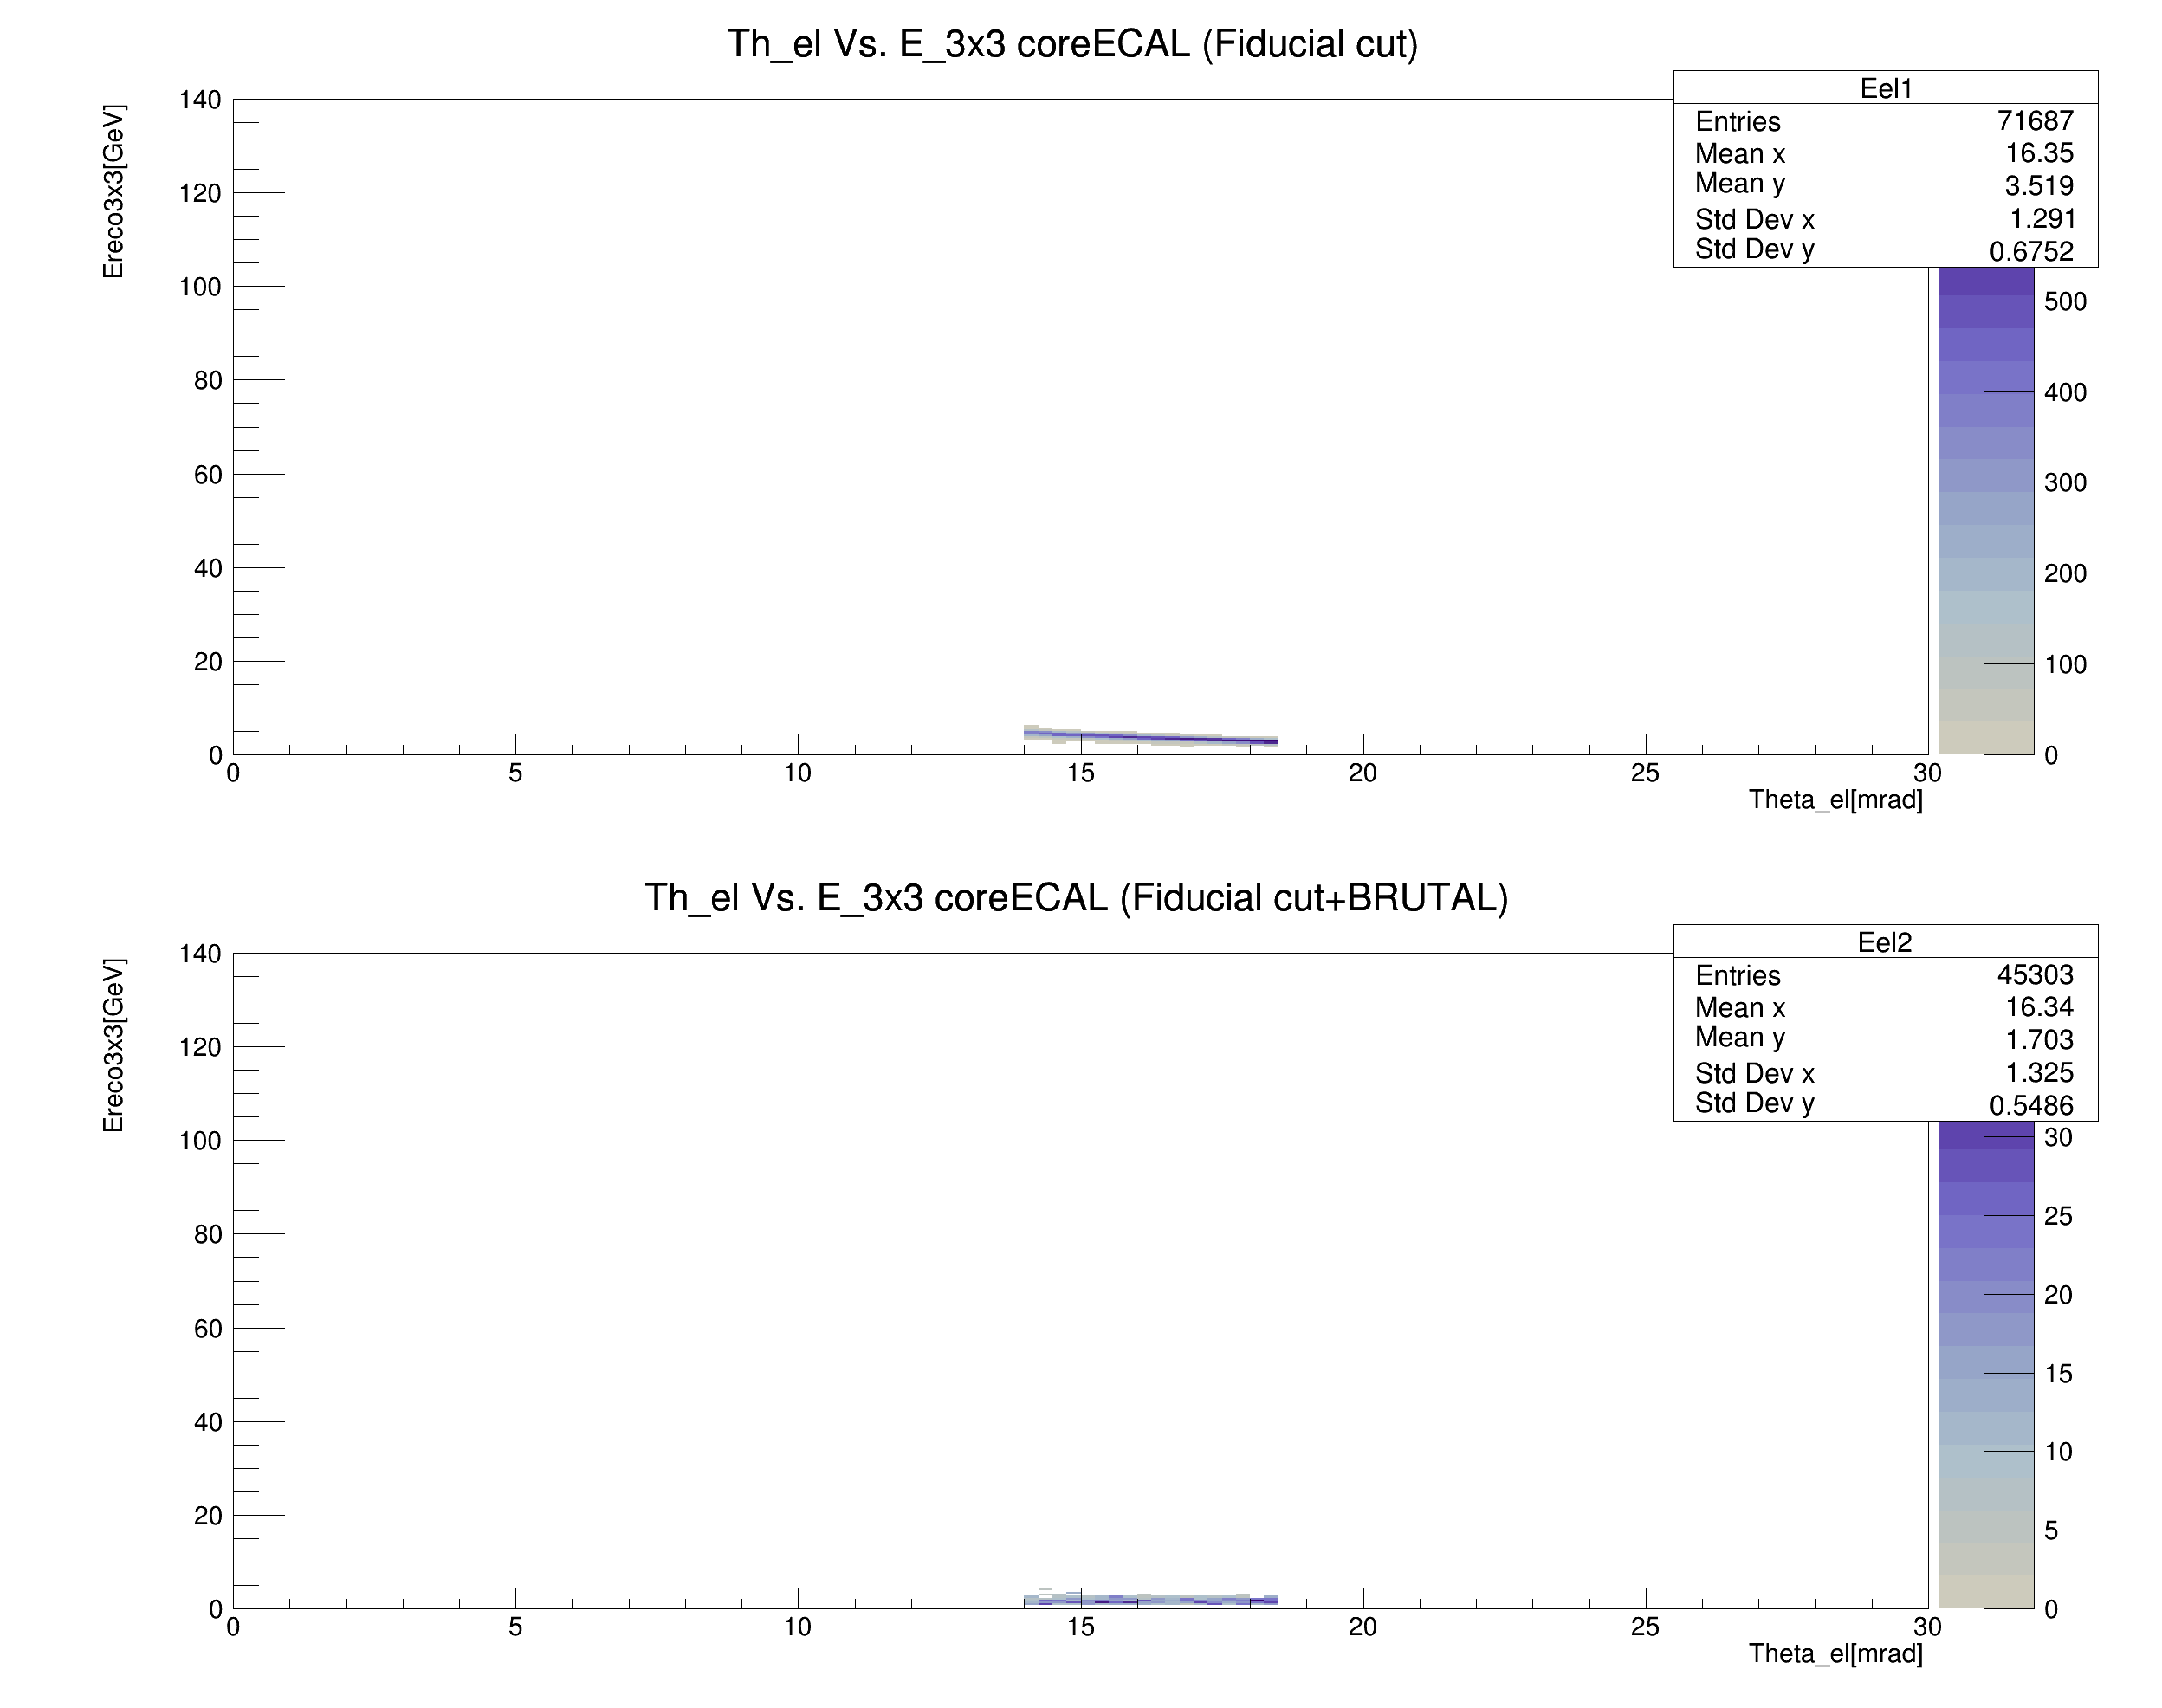 Th_el Vs. E_3x3 coreECAL (Fiducial cut)
Eel1
Entries 71687
Mean x 16.35
Mean y 3.519
Std Dev x 1.291
Std Dev y 0.6752
Ereco3x3[GeV]
140
120
100
80
60
40
20
0
0 5 10 15 20 25 30
Theta_el[mrad]
500
400
300
200
100
0
Th_el Vs. E_3x3 coreECAL (Fiducial cut+BRUTAL)
Eel2
Entries 45303
Mean x 16.34
Mean y 1.703
Std Dev x 1.325
Std Dev y 0.5486
Ereco3x3[GeV]
140
120
100
80
60
40
20
0
0 5 10 15 20 25 30
Theta_el[mrad]
30
25
20
15
10
5
0